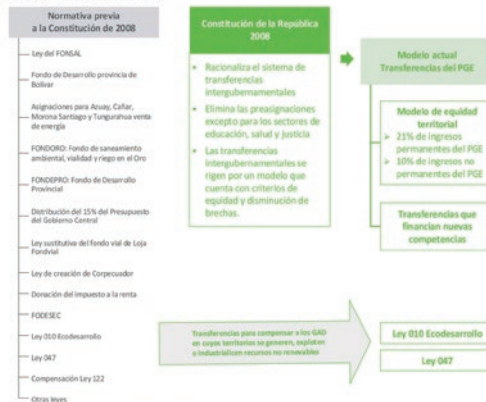 Normativa previa
a la Constitución de 2008
Ley del FONSAL
Fondo de Desarrollo provincia de
Bolívar
Asignaciones para Azuay, Cañar,
Morona Santiago y Tungurahua venta
de energía
FONDORO: Fondo de saneamiento
ambiental, vialidad y riego en el Oro
FONDEPRO: Fondo de Desarrollo
Provincial
Distribución del 15% del Presupuesto
del Gobierno Central
Ley sustitutiva del fondo vial de Loja
Fondvial
Ley de creación de Corpecuador
Donación del impuesto a la renta
FODESEC
Ley 010 Ecodesarrollo
Ley 047
Compensación Ley 122
Otras leyes
Constitución de la República
2008
• Racionaliza el sistema de
transferencias
intergubernamentales
• Elimina las preasignaciones
excepto para los sectores de
educación, salud y justicia
• Las transferencias
intergubernamentales se
rigen por un modelo que
cuenta con criterios de
equidad y disminución de
brechas.
Modelo actual
Transferencias del PGE
Modelo de equidad
territorial
➢ 21% de ingresos
permanentes del PGE
➢ 10% de ingresos no
permanentes del PGE
Transferencias que
financian nuevas
competencias
Transferencias para compensar a los GAD
en cuyos territorios se generen, exploten
o industrialicen recursos no renovables
Ley 010 Ecodesarrollo
Ley 047